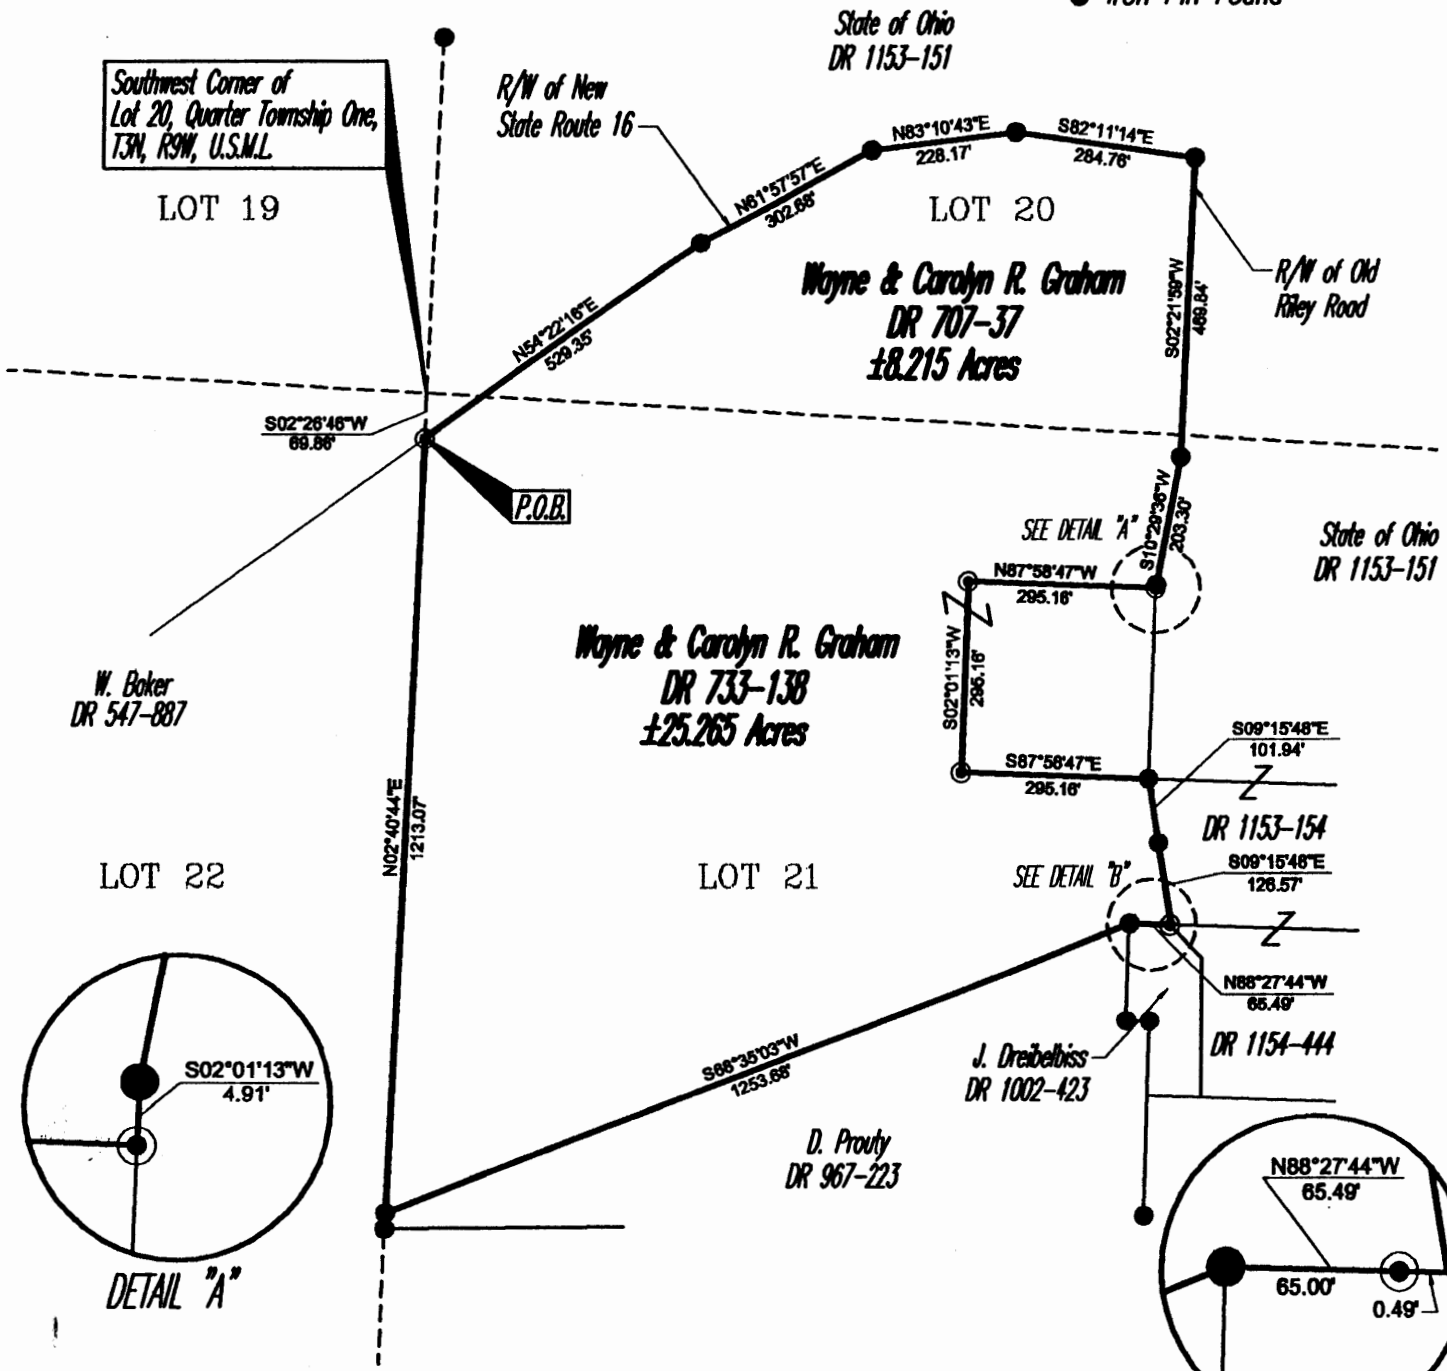 Iron Pin Found
State of Ohio
DR 1153-151
Southwest Corner of
Lot 20, Quarter Township One,
T3N, R9W, U.S.M.L.
R/W of New
State Route 16
N83°10'43"E
228.17'
S82°11'14"E
284.76'
LOT 19
N61°57'57"E
302.68'
LOT 20
Wayne & Carolyn R. Graham
DR 707-37
±8.215 Acres
R/W of Old
Riley Road
S02°21'59"W
469.84'
N54°22'16"E
529.35'
S02°26'46"W
69.86'
P.O.B.
SEE DETAIL "A"
S10°29'36"W
203.30'
State of Ohio
DR 1153-151
N87°58'47"W
295.16'
Wayne & Carolyn R. Graham
DR 733-138
±25.265 Acres
S02°01'13"W
295.16'
W. Baker
DR 547-887
S09°15'48"E
101.94'
S87°58'47"E
295.16'
N02°40'44"E
1213.07'
DR 1153-154
LOT 22
LOT 21
SEE DETAIL "B"
S09°15'48"E
126.57'
N88°27'44"W
65.49'
S02°01'13"W
4.91'
S68°35'03"W
1253.68'
J. Dreibelbiss
DR 1002-423
DR 1154-444
D. Prouty
DR 967-223
N88°27'44"W
65.49'
65.00'
0.49'
DETAIL "A"